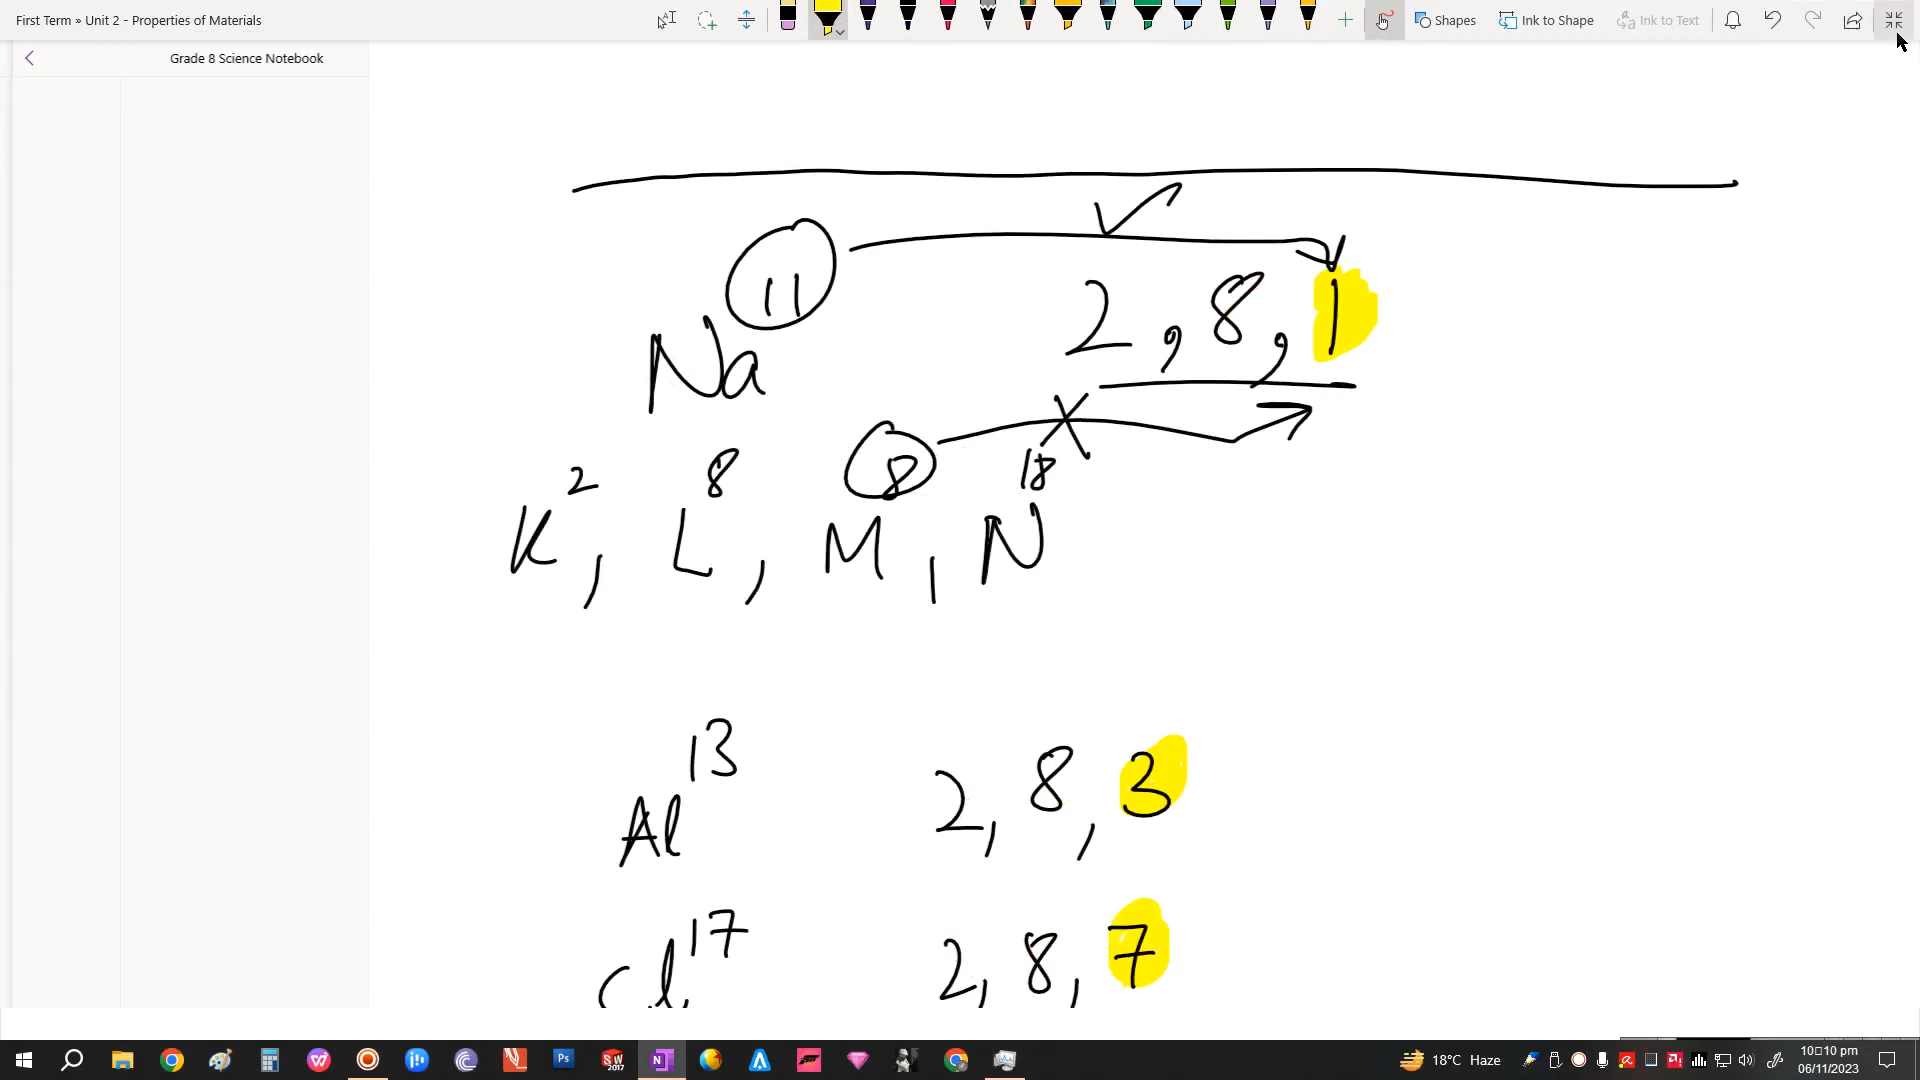 First Term » Unit 2 - Properties of Materials
Shapes
Ink to Shape
Ink to Text
Grade 8 Science Notebook
11
Na
2, 8, 1
2 8 8 18
K, L, M, N
13
Al 2, 8, 3
17
Cl 2, 8, 7
18°C Haze
10□10 pm
06/11/2023